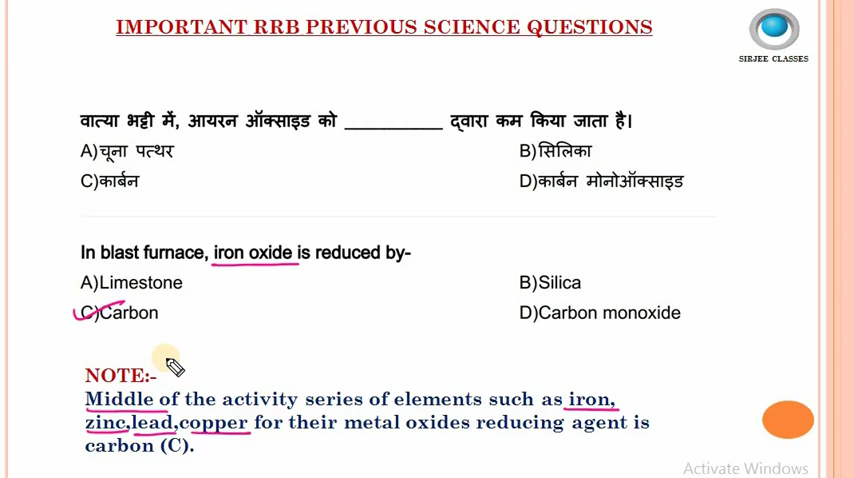 IMPORTANT RRB PREVIOUS SCIENCE QUESTIONS
SIRJEE CLASSES
वात्या भट्टी में, आयरन ऑक्साइड को __________ द्वारा कम किया जाता है।
A)चूना पत्थर B)सिलिका
C)कार्बन D)कार्बन मोनोऑक्साइड
In blast furnace, iron oxide is reduced by-
A)Limestone B)Silica
C)Carbon D)Carbon monoxide
NOTE:-
Middle of the activity series of elements such as iron,
zinc,lead,copper for their metal oxides reducing agent is
carbon (C).
Activate Windows